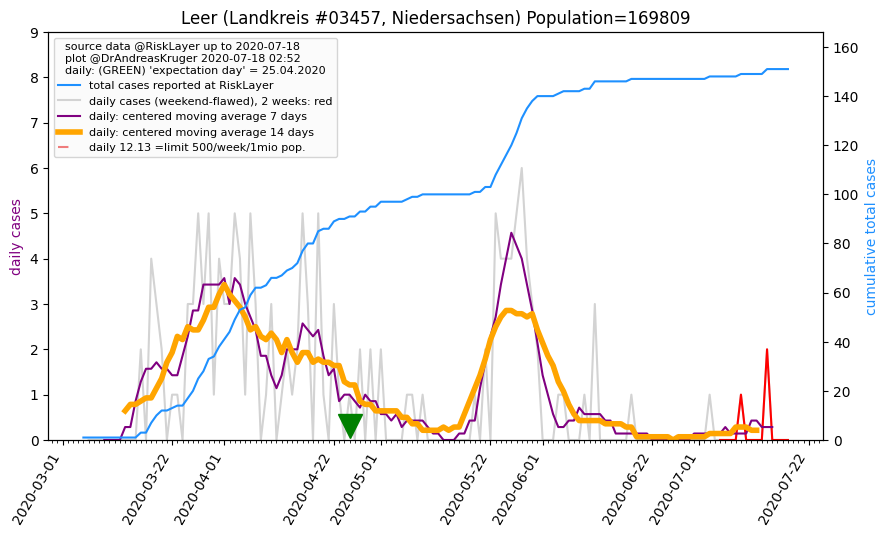 Leer (Landkreis #03457, Niedersachsen) Population=169809
source data @RiskLayer up to 2020-07-18
plot @DrAndreasKruger 2020-07-18 02:52
daily: (GREEN) 'expectation day' = 25.04.2020
total cases reported at RiskLayer
daily cases (weekend-flawed), 2 weeks: red
daily: centered moving average 7 days
daily: centered moving average 14 days
daily 12.13 =limit 500/week/1mio pop.
daily cases
9
8
7
6
5
4
3
2
1
0
160
140
120
100
80
60
40
20
0
cumulative total cases
2020-03-01
2020-03-22
2020-04-01
2020-04-22
2020-05-01
2020-05-22
2020-06-01
2020-06-22
2020-07-01
2020-07-22